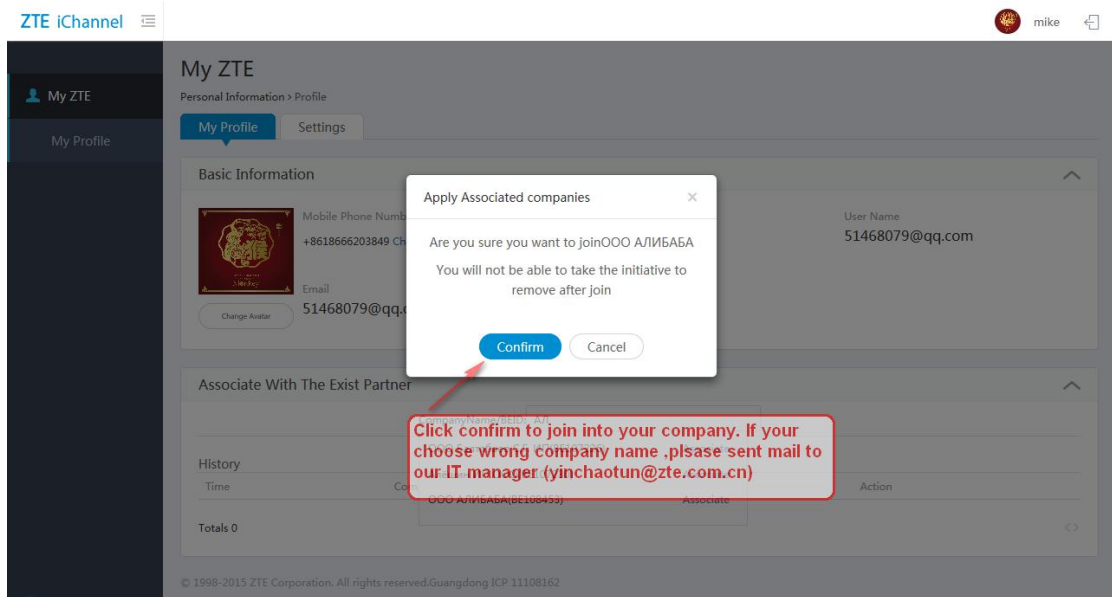 ZTE iChannel
mike
My ZTE
My Profile
My ZTE
Personal Information > Profile
My Profile
Settings
Basic Information
Mobile Phone Numb
+8618666203849 Ch
Email
51468079@qq.c
Change Avatar
User Name
51468079@qq.com
Apply Associated companies
Are you sure you want to joinООО АЛИБАБА
You will not be able to take the initiative to
remove after join
Confirm
Cancel
Associate With The Exist Partner
CompanyName/BEID: АЛ
Click confirm to join into your company. If your
choose wrong company name ,plsase sent mail to
our IT manager (yinchaotun@zte.com.cn)
History
Time
Com
Action
ООО АЛИБАБА(BE108453)
Associate
Totals 0
© 1998-2015 ZTE Corporation. All rights reserved.Guangdong ICP 11108162